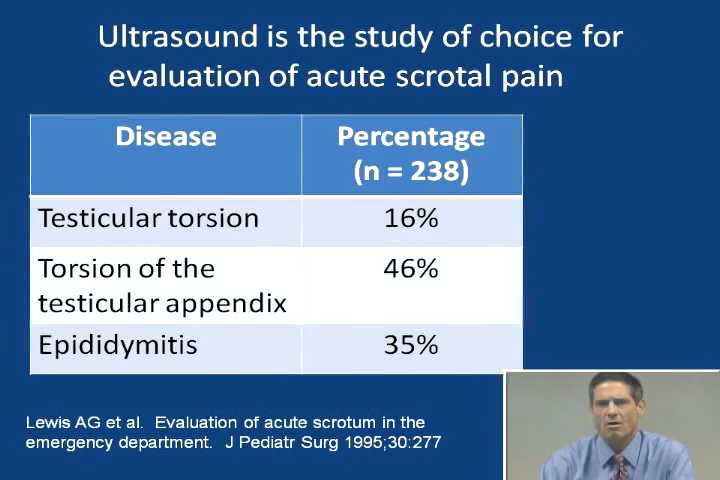 Ultrasound is the study of choice for
evaluation of acute scrotal pain
Disease
Percentage
(n = 238)
Testicular torsion
16%
Torsion of the
testicular appendix
46%
Epididymitis
35%
Lewis AG et al.  Evaluation of acute scrotum in the
emergency department.  J Pediatr Surg 1995;30:277